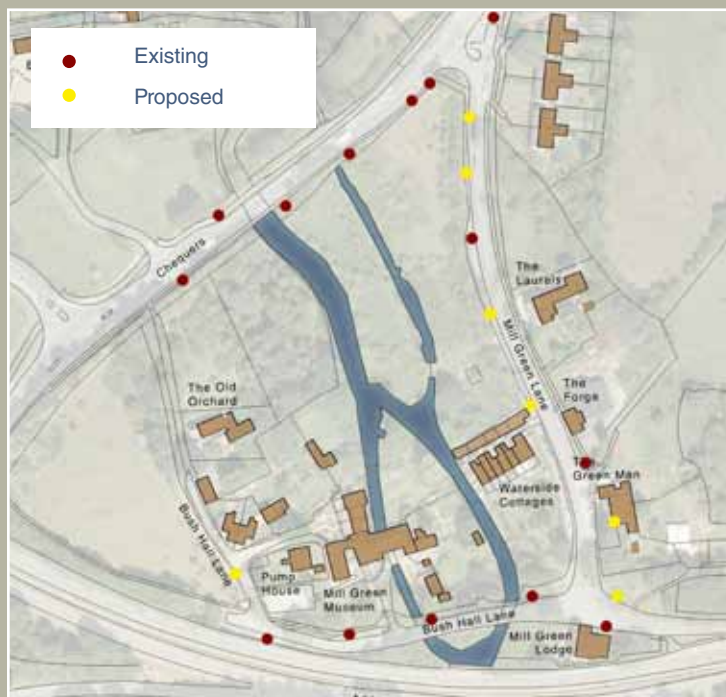 Existing
Proposed
Chequers
The
Laurels
Mill Green Lane
The Old
Orchard
The
Forge
The
Green Man
Waterside
Cottages
Bush Hall Lane
Pump
House
Mill Green
Museum
Bush Hall Lane
Mill Green
Lodge